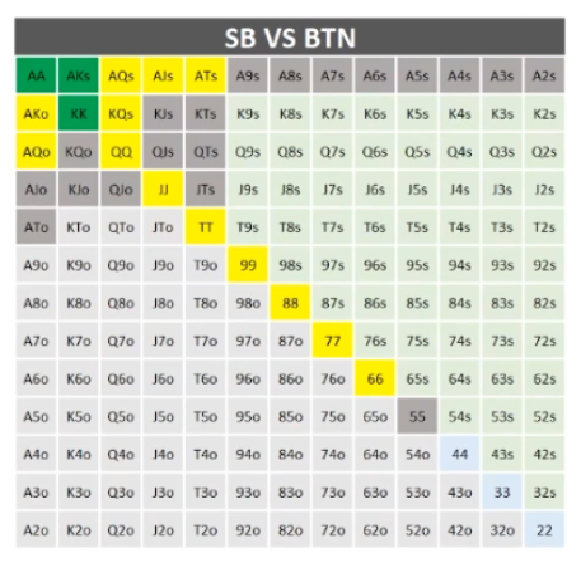 SB VS BTN
AA AKs AQs AJs ATs A9s A8s A7s A6s A5s A4s A3s A2s
AKo KK KQs KJs KTs K9s K8s K7s K6s K5s K4s K3s K2s
AQo KQo QQ QJs QTs Q9s Q8s Q7s Q6s Q5s Q4s Q3s Q2s
AJo KJo QJo JJ JTs J9s J8s J7s J6s J5s J4s J3s J2s
ATo KTo QTo JTo TT T9s T8s T7s T6s T5s T4s T3s T2s
A9o K9o Q9o J9o T9o 99 98s 97s 96s 95s 94s 93s 92s
A8o K8o Q8o J8o T8o 98o 88 87s 86s 85s 84s 83s 82s
A7o K7o Q7o J7o T7o 97o 87o 77 76s 75s 74s 73s 72s
A6o K6o Q6o J6o T6o 96o 86o 76o 66 65s 64s 63s 62s
A5o K5o Q5o J5o T5o 95o 85o 75o 65o 55 54s 53s 52s
A4o K4o Q4o J4o T4o 94o 84o 74o 64o 54o 44 43s 42s
A3o K3o Q3o J3o T3o 93o 83o 73o 63o 53o 43o 33 32s
A2o K2o Q2o J2o T2o 92o 82o 72o 62o 52o 42o 32o 22